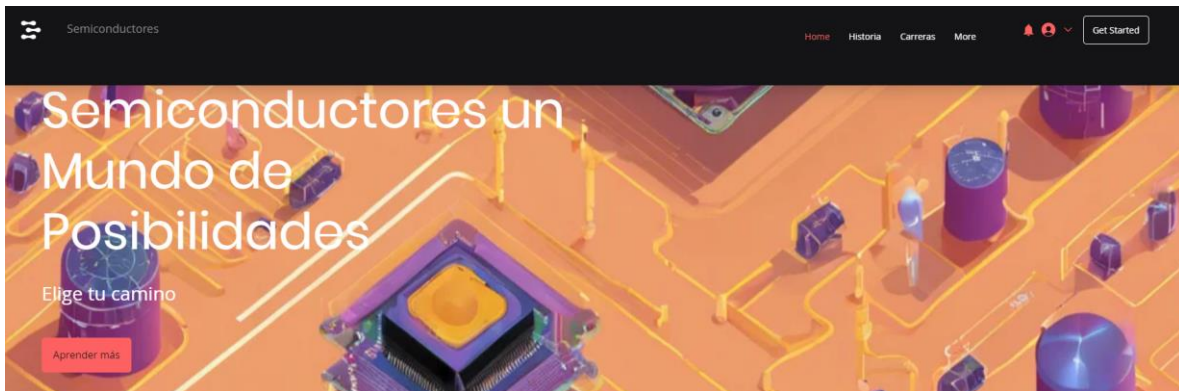 Semiconductores
Home Historia Carreras More
Get Started
Semiconductores un
Mundo de
Posibilidades
Elige tu camino
Aprender más